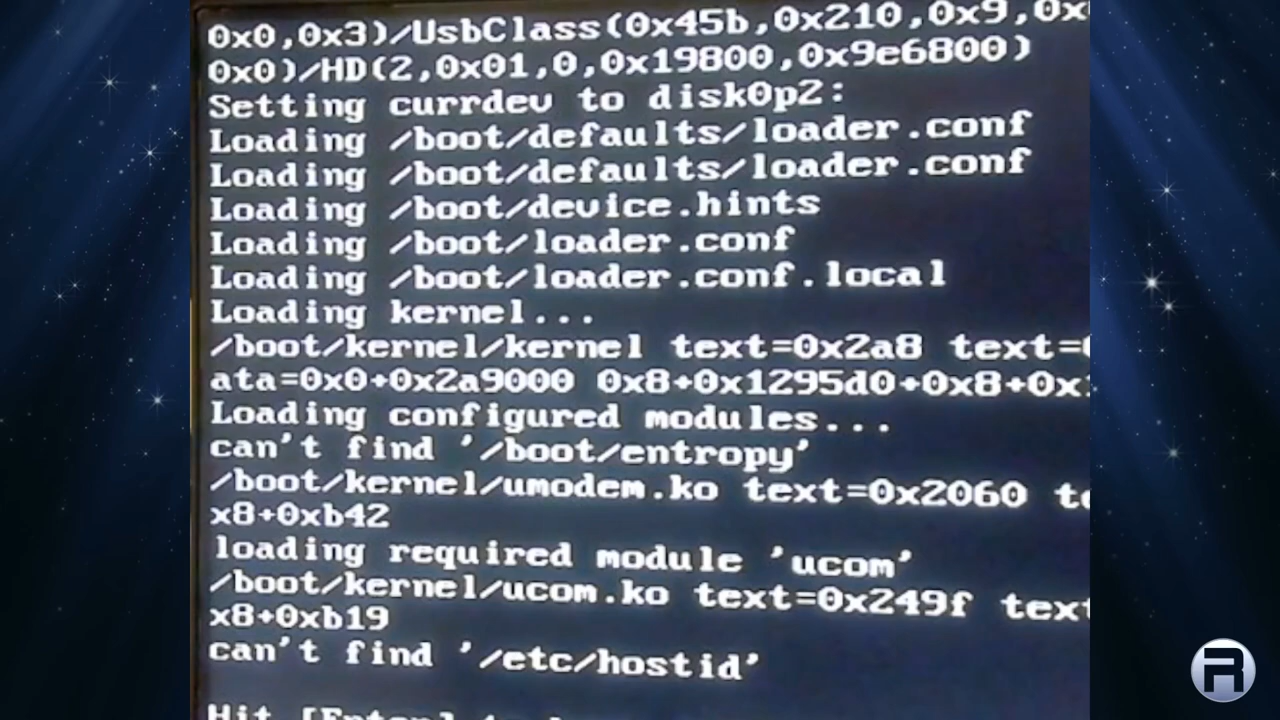 0x0,0x3)/UsbClass(0x45b,0x210,0x9,0x
0x0)/HD(2,0x01,0,0x19800,0x9e6800)
Setting currdev to disk0p2:
Loading /boot/defaults/loader.conf
Loading /boot/defaults/loader.conf
Loading /boot/device.hints
Loading /boot/loader.conf
Loading /boot/loader.conf.local
Loading kernel...
/boot/kernel/kernel text=0x2a8 text=
ata=0x0+0x2a9000 0x8+0x1295d0+0x8+0x
Loading configured modules...
can't find '/boot/entropy'
/boot/kernel/umodem.ko text=0x2060 te
x8+0xb42
loading required module 'ucom'
/boot/kernel/ucom.ko text=0x249f text
x8+0xb19
can't find '/etc/hostid'
Hit [Enter]